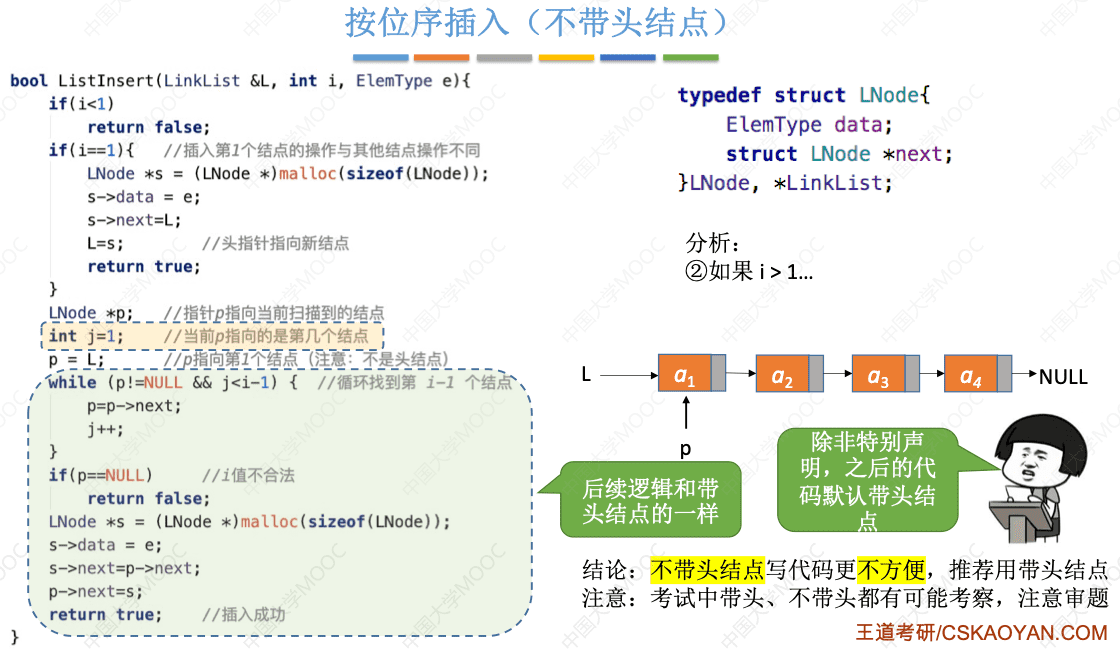 按位序插入（不带头结点）
bool ListInsert(LinkList &L, int i, ElemType e){
    if(i<1)
        return false;
    if(i==1){   //插入第1个结点的操作与其他结点操作不同
        LNode *s = (LNode *)malloc(sizeof(LNode));
        s->data = e;
        s->next=L;
        L=s;        //头指针指向新结点
        return true;
    }
    LNode *p;   //指针p指向当前扫描到的结点
    int j=1;    //当前p指向的是第几个结点
    p = L;      //p指向第1个结点（注意：不是头结点）
    while (p!=NULL && j<i-1) {  //循环找到第 i-1 个结点
        p=p->next;
        j++;
    }
    if(p==NULL)     //i值不合法
        return false;
    LNode *s = (LNode *)malloc(sizeof(LNode));
    s->data = e;
    s->next=p->next;
    p->next=s;
    return true;    //插入成功
}
typedef struct LNode{
    ElemType data;
    struct LNode *next;
}LNode, *LinkList;
分析：
②如果 i > 1…
L a1 a2 a3 a4 NULL
p
后续逻辑和带
头结点的一样
除非特别声
明，之后的代
码默认带头结
点
结论：不带头结点写代码更不方便，推荐用带头结点
注意：考试中带头、不带头都有可能考察，注意审题
王道考研/CSKAOYAN.COM
中国大学MOOC